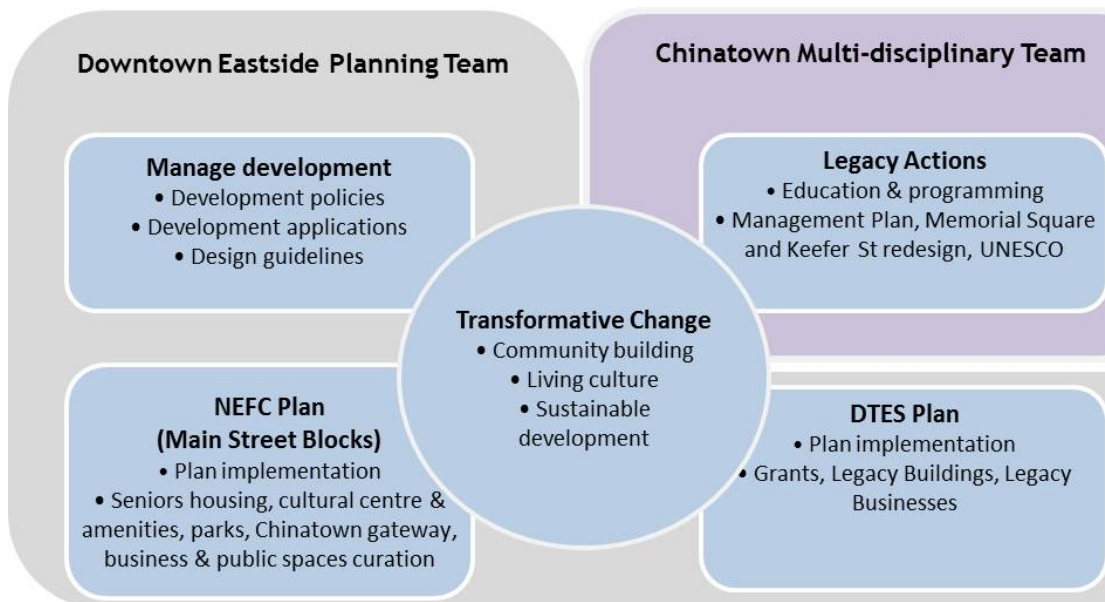 Downtown Eastside Planning Team
Chinatown Multi-disciplinary Team
Manage development
• Development policies
• Development applications
• Design guidelines
Legacy Actions
• Education & programming
• Management Plan, Memorial Square
and Keefer St redesign, UNESCO
Transformative Change
• Community building
• Living culture
• Sustainable
development
NEFC Plan
(Main Street Blocks)
• Plan implementation
• Seniors housing, cultural centre &
amenities, parks, Chinatown gateway,
business & public spaces curation
DTES Plan
• Plan implementation
• Grants, Legacy Buildings, Legacy
Businesses